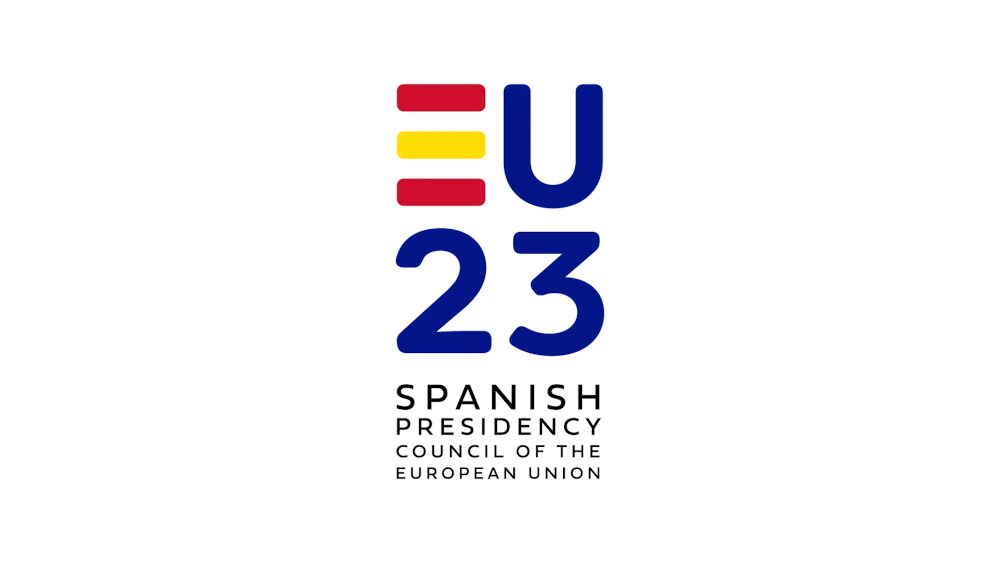 EU
23
SPANISH
PRESIDENCY
COUNCIL OF THE
EUROPEAN UNION